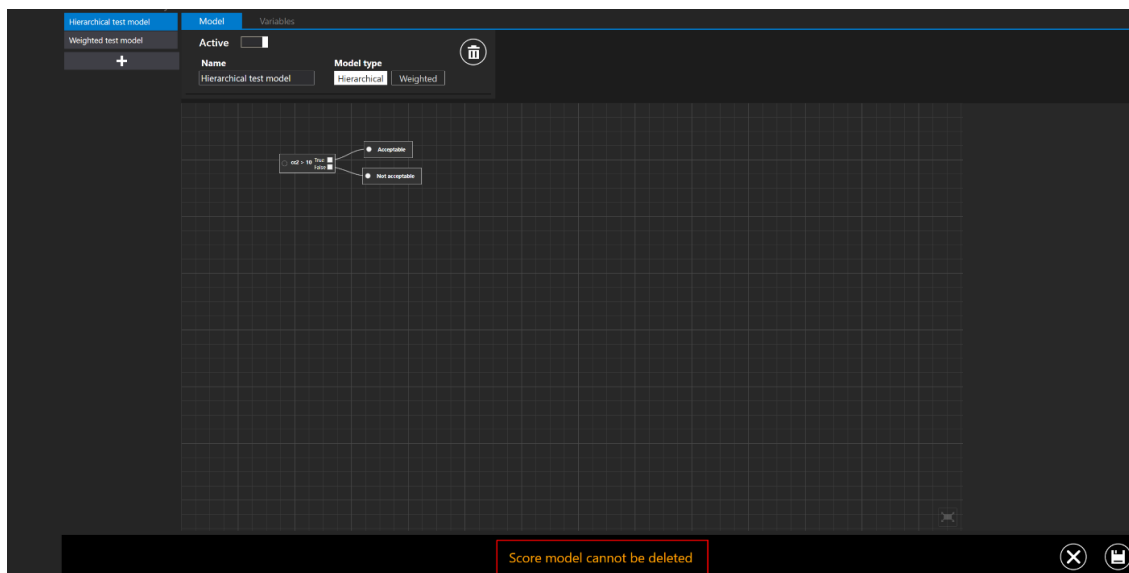 Hierarchical test model
Weighted test model
Model Variables
Active
Name Model type
Hierarchical test model Hierarchical Weighted
Acceptable
True
False
Not acceptable
Score model cannot be deleted